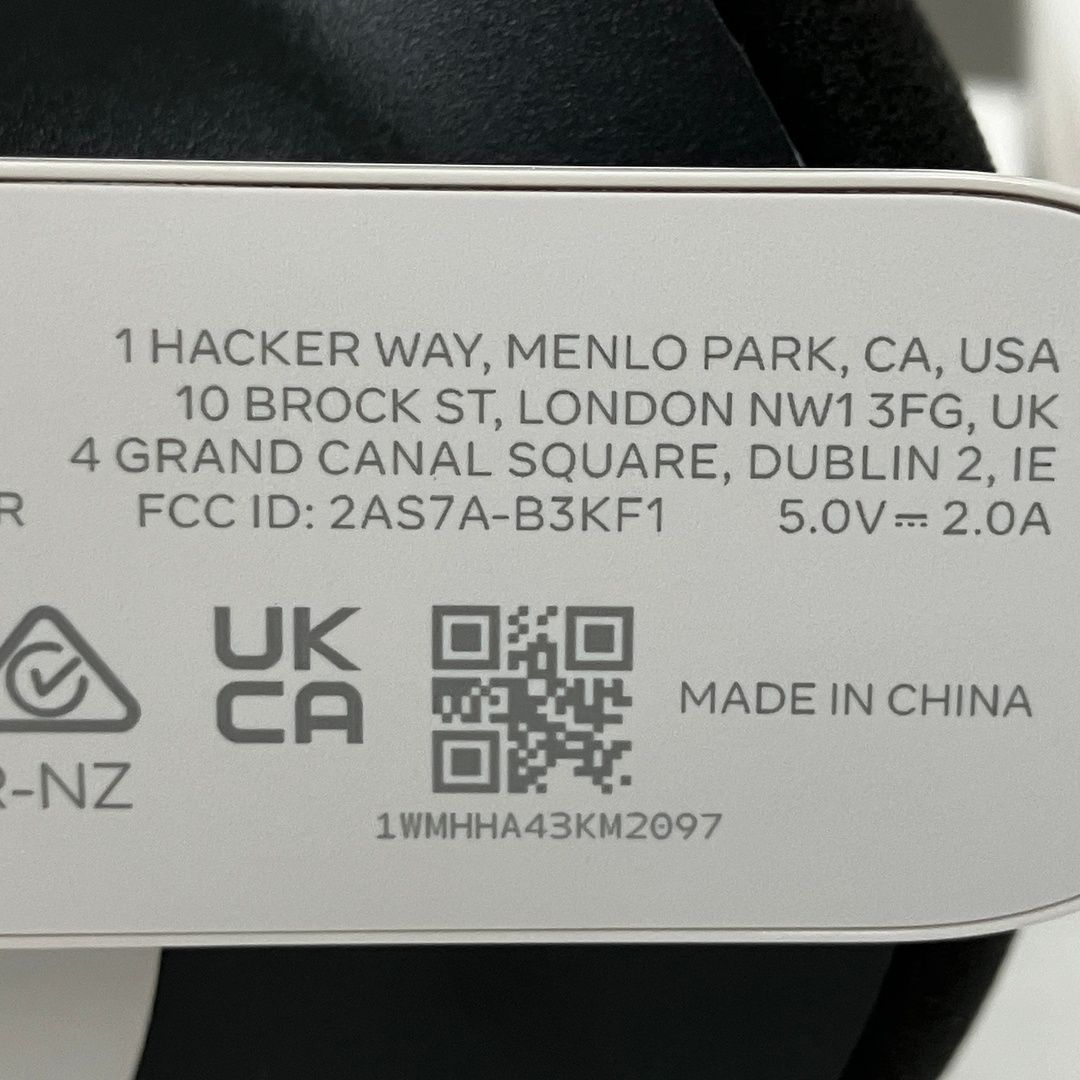 1 HACKER WAY, MENLO PARK, CA, USA
10 BROCK ST, LONDON NW1 3FG, UK
4 GRAND CANAL SQUARE, DUBLIN 2, IE
R FCC ID: 2AS7A-B3KF1 5.0V⎓2.0A
UK
CA
MADE IN CHINA
R-NZ
1WMHHA43KM2097